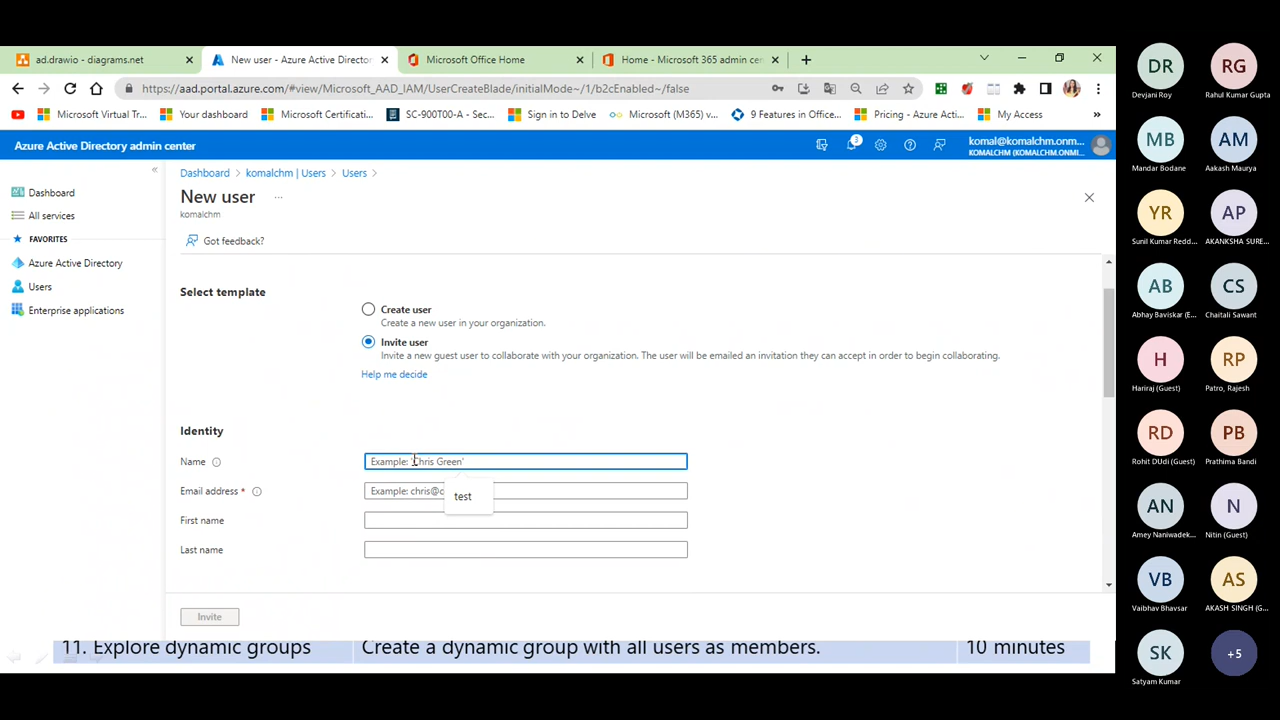 ad.drawio - diagrams.net
New user - Azure Active Director
Microsoft Office Home
Home - Microsoft 365 admin cen
https://aad.portal.azure.com/#view/Microsoft_AAD_IAM/UserCreateBlade/initialMode~/1/b2cEnabled~/false
Microsoft Virtual Tr...
Your dashboard
Microsoft Certificati...
SC-900T00-A - Sec...
Sign in to Delve
Microsoft (M365) v...
9 Features in Office...
Pricing - Azure Acti...
My Access
»
Azure Active Directory admin center
3
komal@komalchm.onm...
KOMALCHM (KOMALCHM.ONMI...
«
Dashboard
All services
FAVORITES
Azure Active Directory
Users
Enterprise applications
Dashboard > komalchm | Users > Users >
New user ...
komalchm
Got feedback?
Select template
Create user
Create a new user in your organization.
Invite user
Invite a new guest user to collaborate with your organization. The user will be emailed an invitation they can accept in order to begin collaborating.
Help me decide
Identity
Name
Example: 'Chris Green'
Email address *
Example: chris@c
test
First name
Last name
Invite
11. Explore dynamic groups
Create a dynamic group with all users as members.
10 minutes
DR
Devjani Roy
RG
Rahul Kumar Gupta
MB
Mandar Bodane
AM
Aakash Maurya
YR
Sunil Kumar Redd...
AP
AKANKSHA SURE...
AB
Abhay Baviskar (E...
CS
Chaitali Sawant
H
Hariraj (Guest)
RP
Patro, Rajesh
RD
Rohit DUdi (Guest)
PB
Prathima Bandi
AN
Amey Naniwadek...
N
Nitin (Guest)
VB
Vaibhav Bhavsar
AS
AKASH SINGH (G...
SK
Satyam Kumar
+5